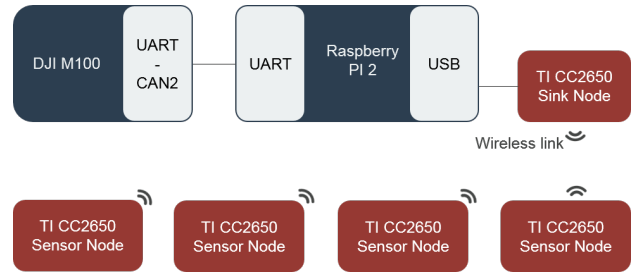 DJI M100
UART
-
CAN2
UART
Raspberry
PI 2
USB
TI CC2650
Sink Node
Wireless link
TI CC2650
Sensor Node
TI CC2650
Sensor Node
TI CC2650
Sensor Node
TI CC2650
Sensor Node